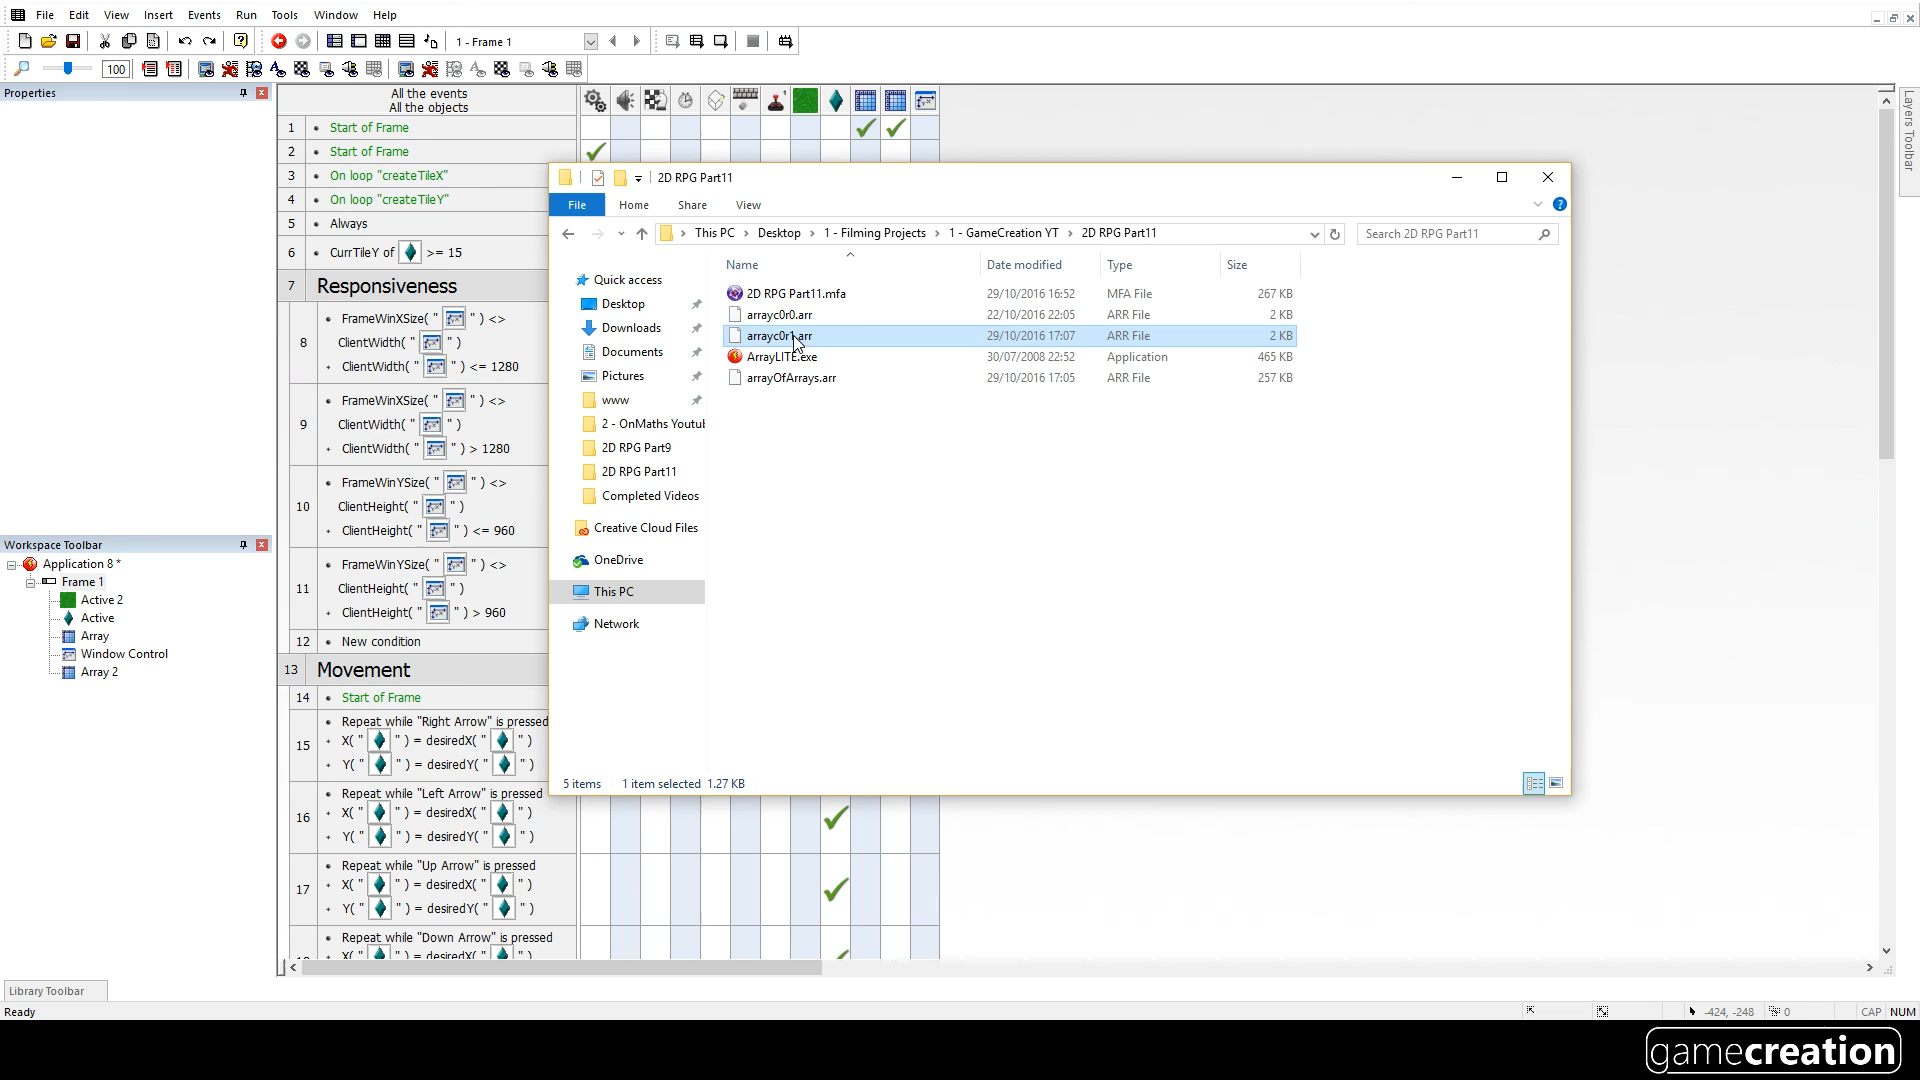 File Edit View Insert Events Run Tools Window Help
1 - Frame 1
100
Properties
All the events
All the objects
1 • Start of Frame
2 • Start of Frame
3 • On loop "createTileX"
4 • On loop "createTileY"
5 • Always
6 • CurrTileY of >= 15
7 Responsiveness
8 • FrameWinXSize( " " ) <>
ClientWidth( " " )
ClientWidth( " " ) <= 1280
9 • FrameWinXSize( " " ) <>
ClientWidth( " " )
ClientWidth( " " ) > 1280
10 • FrameWinYSize( " " ) <>
ClientHeight( " " )
ClientHeight( " " ) <= 960
11 • FrameWinYSize( " " ) <>
ClientHeight( " " )
ClientHeight( " " ) > 960
12 • New condition
13 Movement
14 • Start of Frame
15 • Repeat while "Right Arrow" is pressed
X( " " ) = desiredX( " " )
Y( " " ) = desiredY( " " )
16 • Repeat while "Left Arrow" is pressed
X( " " ) = desiredX( " " )
Y( " " ) = desiredY( " " )
17 • Repeat while "Up Arrow" is pressed
X( " " ) = desiredX( " " )
Y( " " ) = desiredY( " " )
• Repeat while "Down Arrow" is pressed
X( " " ) = desiredX( " " )
2D RPG Part11
File Home Share View
This PC Desktop 1 - Filming Projects 1 - GameCreation YT 2D RPG Part11
Search 2D RPG Part11
Quick access
Desktop
Downloads
Documents
Pictures
www
2 - OnMaths Youtub
2D RPG Part9
2D RPG Part11
Completed Videos
Creative Cloud Files
OneDrive
This PC
Network
Name Date modified Type Size
2D RPG Part11.mfa 29/10/2016 16:52 MFA File 267 KB
arrayc0r0.arr 22/10/2016 22:05 ARR File 2 KB
arrayc0r1.arr 29/10/2016 17:07 ARR File 2 KB
ArrayLITE.exe 30/07/2008 22:52 Application 465 KB
arrayOfArrays.arr 29/10/2016 17:05 ARR File 257 KB
5 items 1 item selected 1.27 KB
Workspace Toolbar
Application 8 *
Frame 1
Active 2
Active
Array
Window Control
Array 2
Layers Toolbar
Library Toolbar
Ready
-424, -248
0
CAP NUM
gamecreation